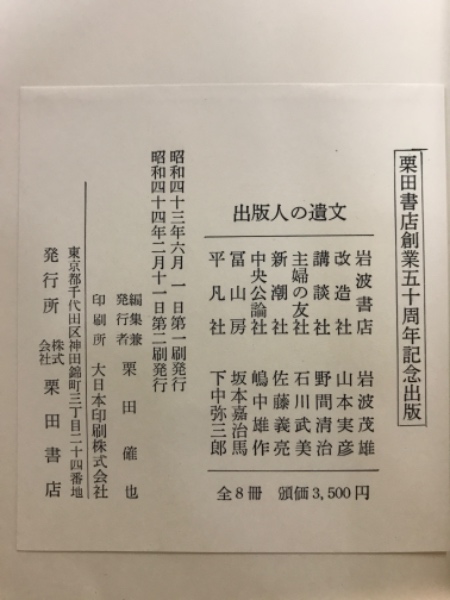 栗田書店創業五十周年記念出版
出版人の遺文
岩波書店 岩波茂雄
改造社 山本実彦
講談社 野間清治
主婦の友社 石川武美
新潮社 佐藤義亮
中央公論社 嶋中雄作
冨山房 坂本嘉治馬
平凡社 下中弥三郎
全8冊 頒価3,500円
昭和四十三年六月一日第一刷発行
昭和四十四年二月十一日第二刷発行
編集兼発行者 栗田確也
印刷所 大日本印刷株式会社
東京都千代田区神田錦町三丁目二十四番地
発行所 株式会社 栗田書店